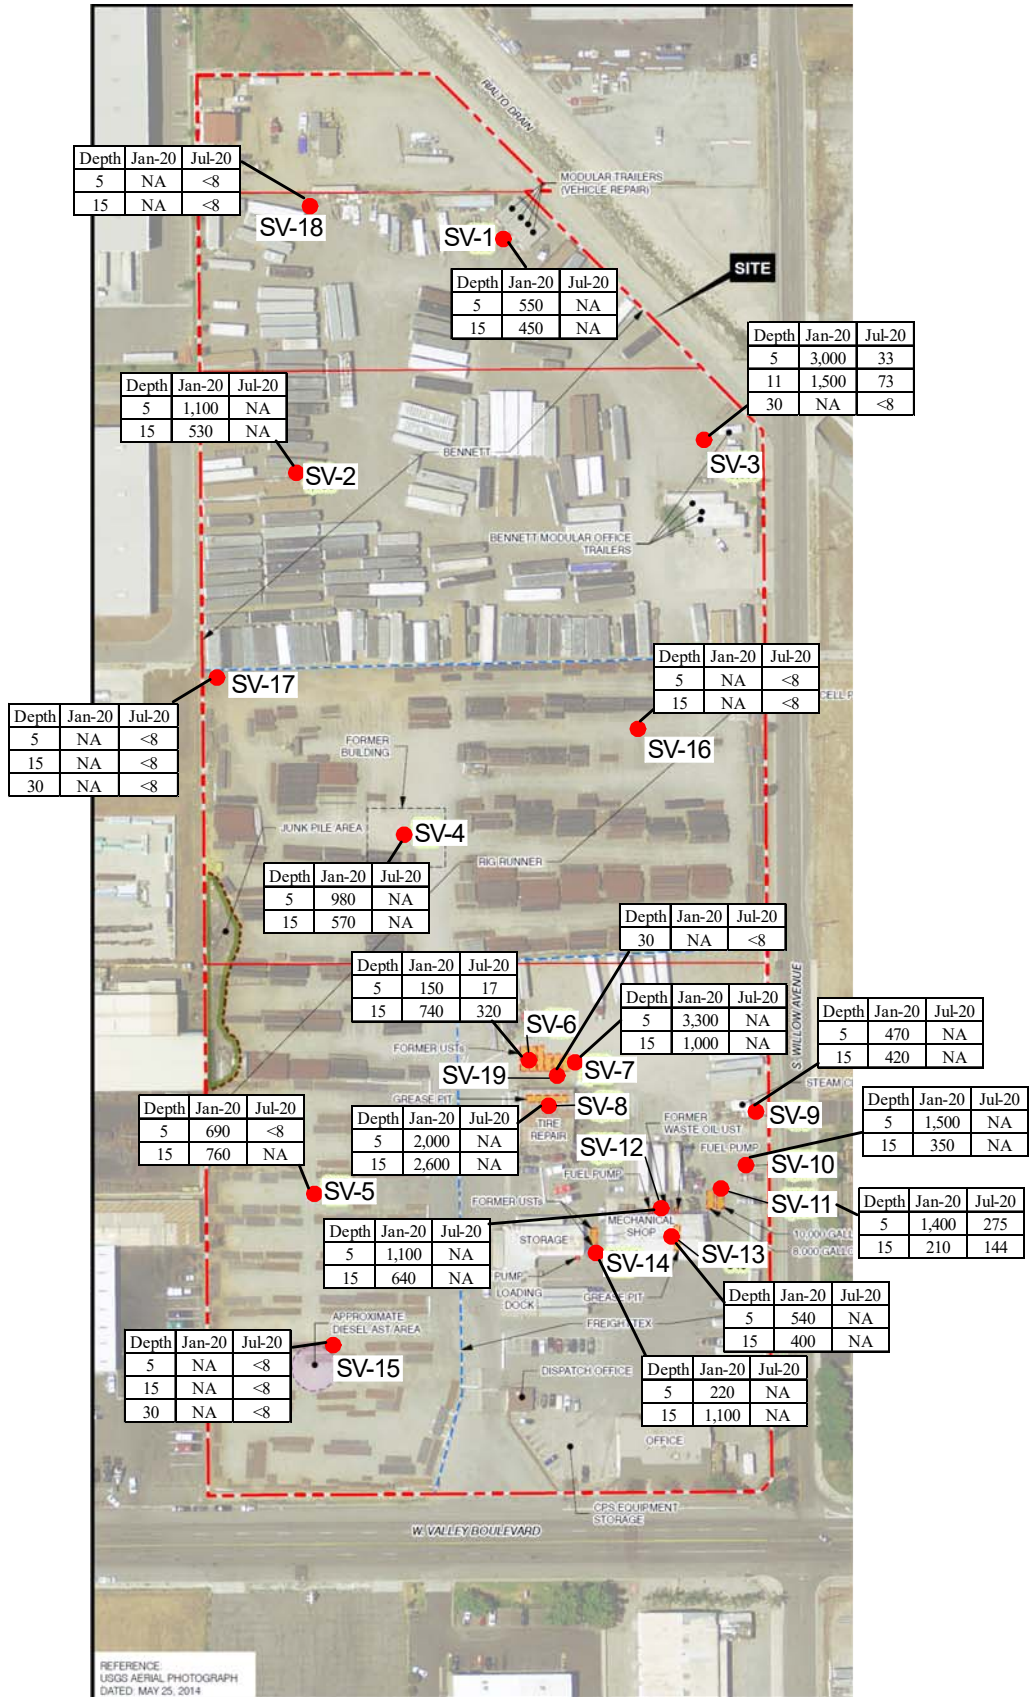 RIALTO DRAIN
Depth Jan-20 Jul-20
5 NA <8
15 NA <8
SV-18
MODULAR TRAILERS
(VEHICLE REPAIR)
SV-1
Depth Jan-20 Jul-20
5 550 NA
15 450 NA
SITE
Depth Jan-20 Jul-20
5 3,000 33
11 1,500 73
30 NA <8
SV-3
Depth Jan-20 Jul-20
5 1,100 NA
15 530 NA
SV-2
BENNETT
BENNETT MODULAR OFFICE
TRAILERS
SV-17
Depth Jan-20 Jul-20
5 NA <8
15 NA <8
30 NA <8
Depth Jan-20 Jul-20
5 NA <8
15 NA <8
SV-16
CELL
FORMER
BUILDING
JUNK PILE AREA
SV-4
RIG RUNNER
Depth Jan-20 Jul-20
5 980 NA
15 570 NA
Depth Jan-20 Jul-20
30 NA <8
Depth Jan-20 Jul-20
5 150 17
15 740 320
SV-6
FORMER USTs
SV-19
Depth Jan-20 Jul-20
5 3,300 NA
15 1,000 NA
SV-7
S. WILLOW AVENUE
Depth Jan-20 Jul-20
5 470 NA
15 420 NA
STEAM
SV-9
GREASE PIT
SV-8
TIRE
REPAIR
Depth Jan-20 Jul-20
5 2,000 NA
15 2,600 NA
Depth Jan-20 Jul-20
5 690 <8
15 760 NA
SV-5
FORMER
WASTE OIL UST
SV-12
FUEL PUMP
FUEL PUMP
Depth Jan-20 Jul-20
5 1,500 NA
15 350 NA
SV-10
SV-11
Depth Jan-20 Jul-20
5 1,400 275
15 210 144
10,000 GALLO
8,000 GALLO
FORMER USTs
MECHANICAL
SHOP
STORAGE
Depth Jan-20 Jul-20
5 1,100 NA
15 640 NA
SV-13
SV-14
PUMP
LOADING
DOCK
GREASE PIT
Depth Jan-20 Jul-20
5 540 NA
15 400 NA
APPROXIMATE
DIESEL AST AREA
FREIGHTTEX
Depth Jan-20 Jul-20
5 NA <8
15 NA <8
30 NA <8
SV-15
DISPATCH OFFICE
Depth Jan-20 Jul-20
5 220 NA
15 1,100 NA
OFFICE
CPS EQUIPMENT
STORAGE
W. VALLEY BOULEVARD
REFERENCE:
USGS AERIAL PHOTOGRAPH
DATED: MAY 25, 2014